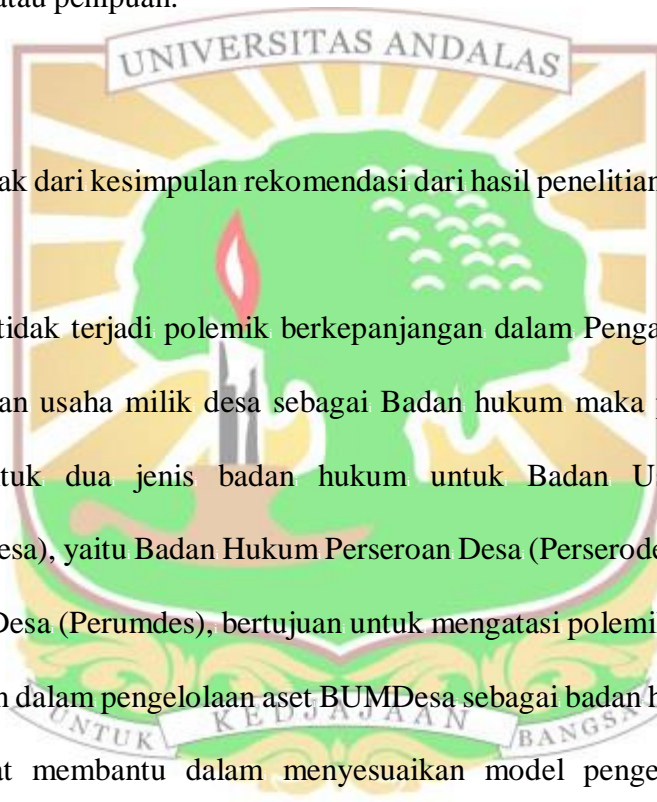 atau penipuan.
UNIVERSITAS ANDALAS
ak dari kesimpulan rekomendasi dari hasil penelitian
tidak terjadi polemik berkepanjangan dalam Penga
an usaha milik desa sebagai Badan hukum maka
tuk dua jenis badan hukum untuk Badan U
esa), yaitu Badan Hukum Perseroan Desa (Perserode
Desa (Perumdes), bertujuan untuk mengatasi polemi
n dalam pengelolaan aset BUMDesa sebagai badan h
UNTUK KEDJAJAAN BANGSA
at membantu dalam menyesuaikan model penge